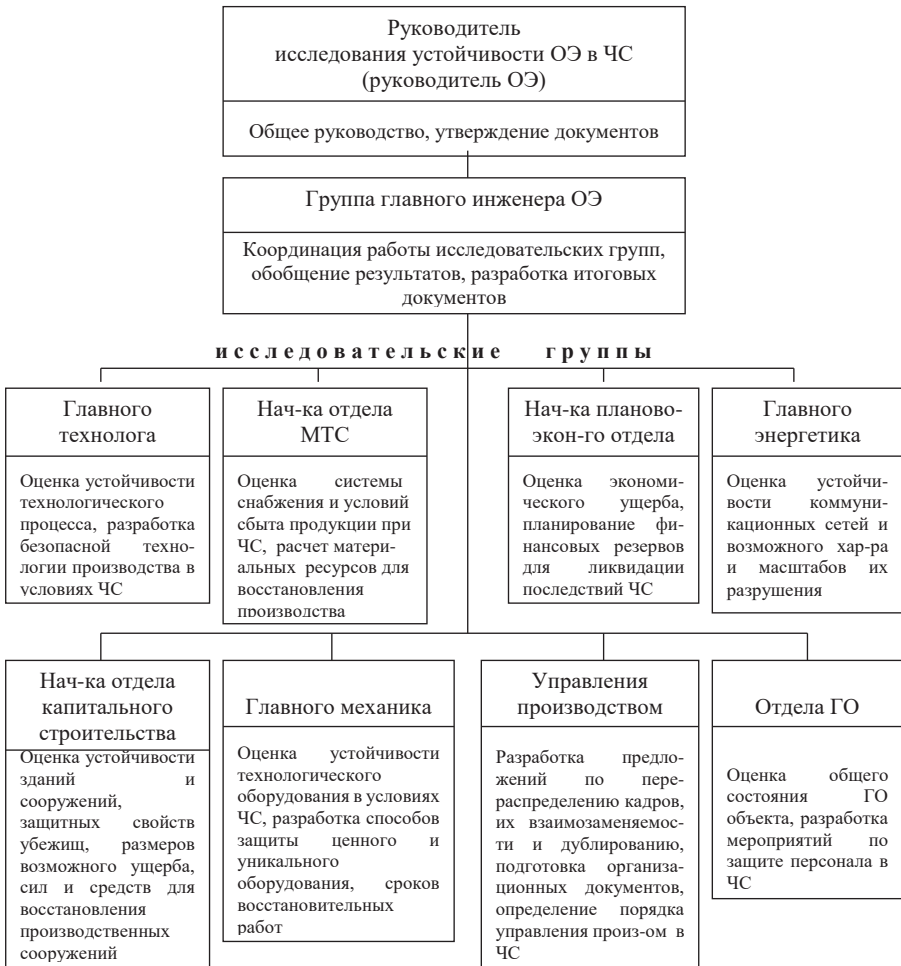 Руководитель
исследования устойчивости ОЭ в ЧС
(руководитель ОЭ)
Общее руководство, утверждение документов
Группа главного инженера ОЭ
Координация работы исследовательских групп,
обобщение результатов, разработка итоговых
документов
исследовательские группы
Главного
технолога
Оценка устойчивости
технологического
процесса, разработка
безопасной техно-
логии производства в
условиях ЧС
Нач-ка отдела
МТС
Оценка системы
снабжения и условий
сбыта продукции при
ЧС, расчет матери-
альных ресурсов для
восстановления
производства
Нач-ка планово-
экон-го отдела
Оценка экономи-
ческого ущерба,
планирование фи-
нансовых резервов
для ликвидации
последствий ЧС
Главного
энергетика
Оценка устойчи-
вости коммуни-
кационных сетей и
возможного хар-ра
и масштабов их
разрушения
Нач-ка отдела
капитального
строительства
Оценка устойчивости
зданий и
сооружений,
защитных свойств
убежищ, размеров
возможного ущерба,
сил и средств для
восстановления
производственных
сооружений
Главного механика
Оценка устойчивости
технологического
оборудования в условиях
ЧС, разработка способов
защиты ценного и
уникального
оборудования, сроков
восстановительных
работ
Управления
производством
Разработка предло-
жений по пере-
распределению кадров,
их взаимозаменяемос-
ти и дублированию,
подготовка организа-
ционных документов,
определение порядка
управления произ-ом в
ЧС
Отдела ГО
Оценка общего
состояния ГО
объекта, разработка
мероприятий по
защите персонала в
ЧС